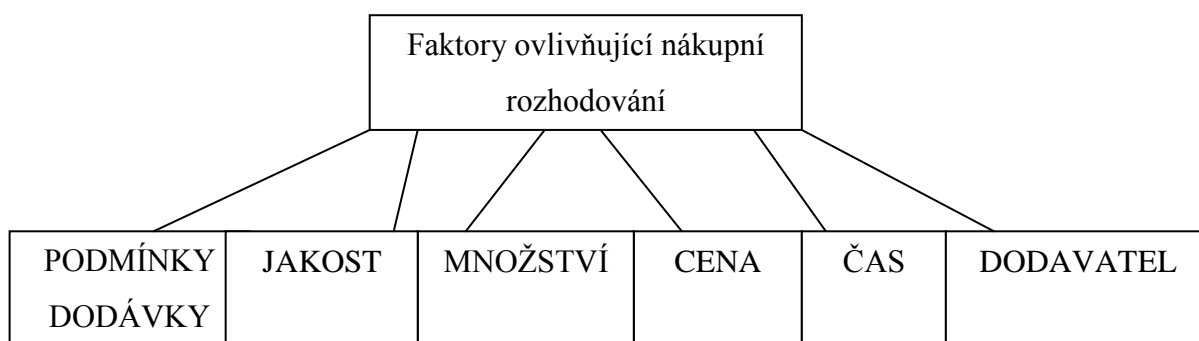 Faktory ovlivňující nákupní
rozhodování
PODMÍNKY
DODÁVKY
JAKOST
MNOŽSTVÍ
CENA
ČAS
DODAVATEL